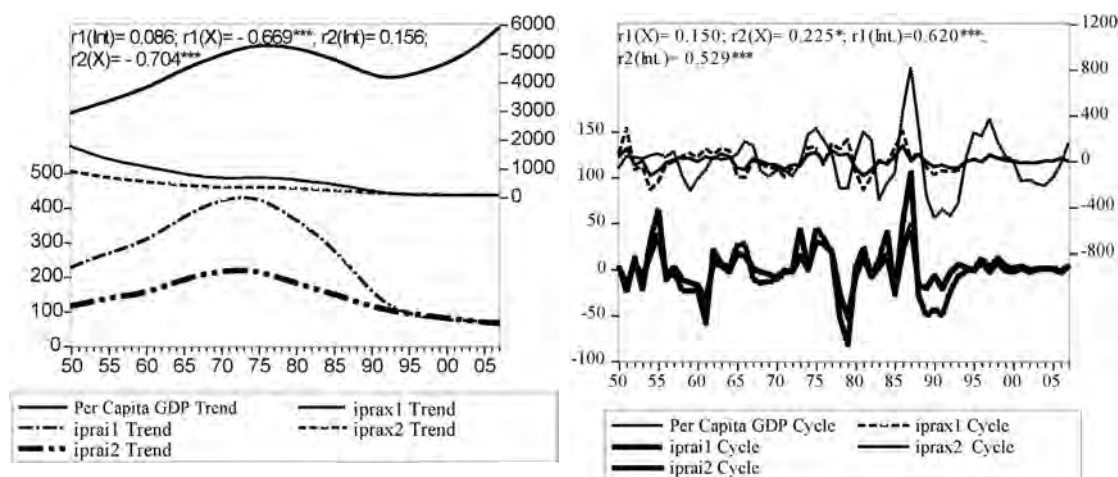 r1(Int)= 0.086; r1(X)= - 0.669***, r2(Int)= 0.156;
r2(X)= - 0.704***
6000
5000
4000
3000
2000
1000
0
500
400
300
200
100
0
50 55 60 65 70 75 80 85 90 95 00 05
Per Capita GDP Trend
iprax1 Trend
iprai1 Trend
iprax2 Trend
iprai2 Trend
r1(X)= 0.150; r2(X)= 0.225*; r1(Int.)=0.620***;
r2(Int.)= 0.529***
1200
800
400
0
-400
-800
150
100
50
0
-50
-100
50 55 60 65 70 75 80 85 90 95 00 05
Per Capita GDP Cycle
iprax1 Cycle
iprai1 Cycle
iprax2 Cycle
iprai2 Cycle